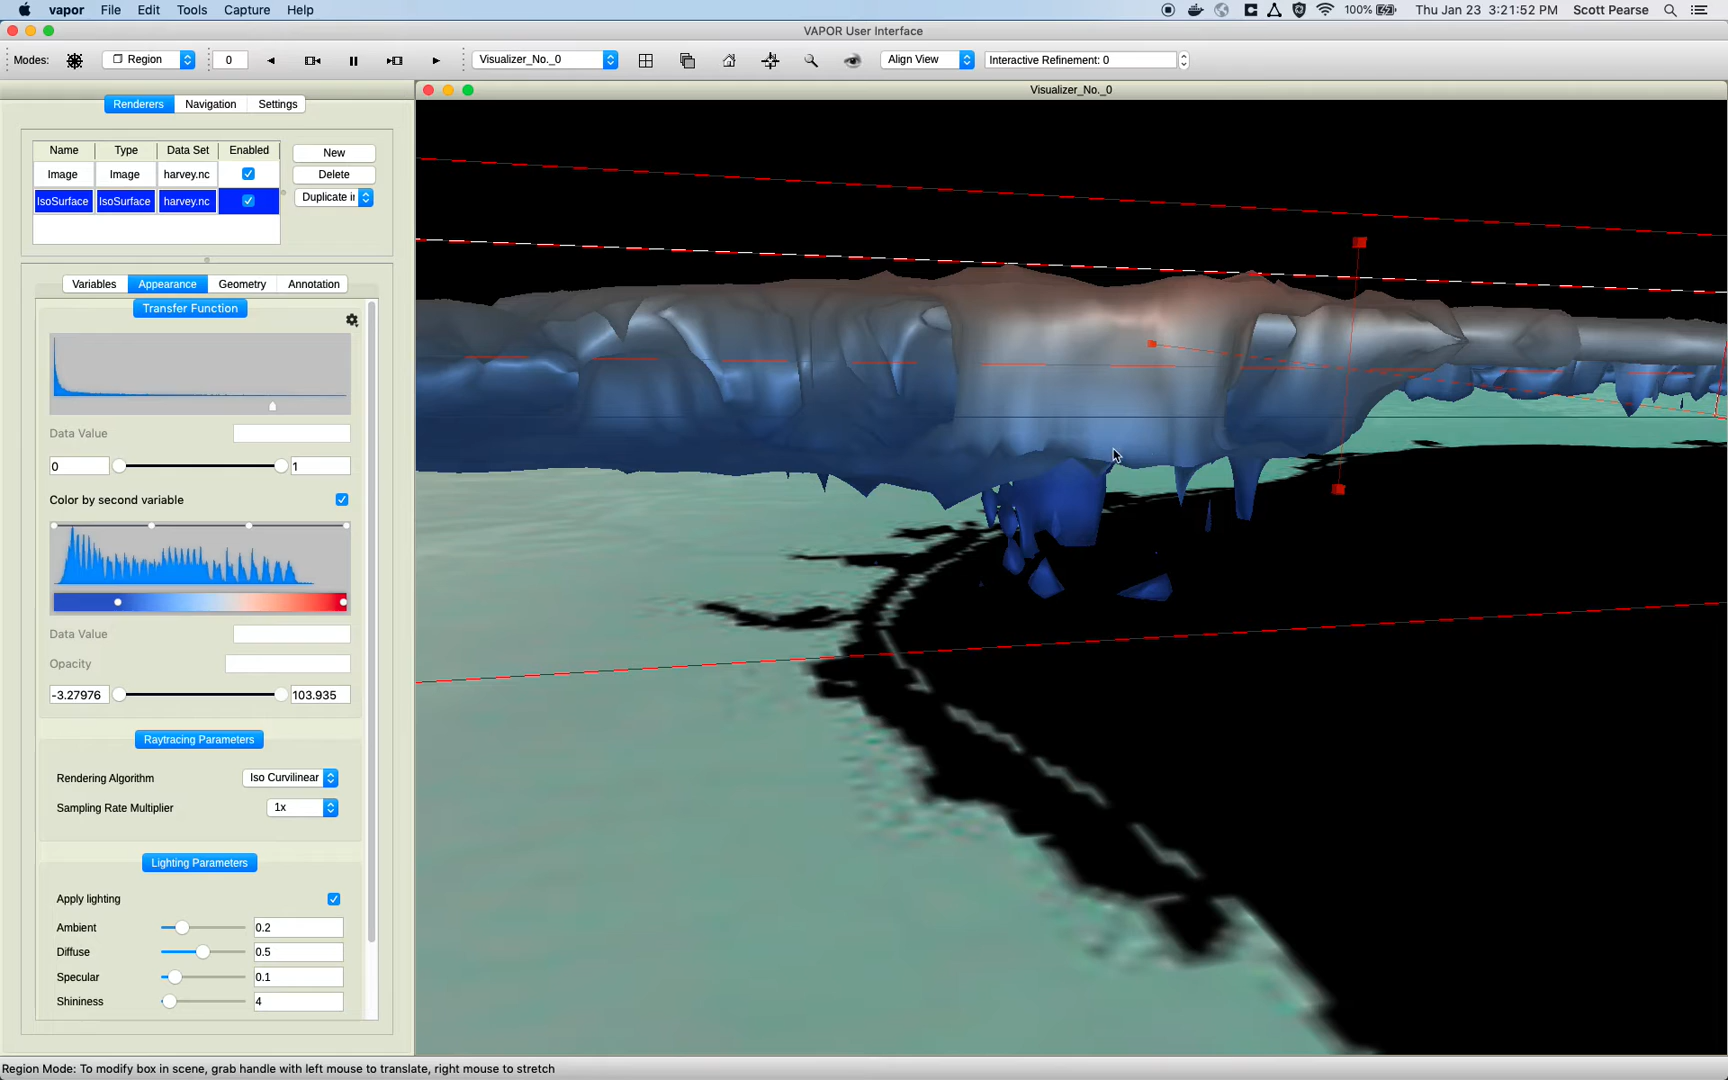 vapor File Edit Tools Capture Help 100% Thu Jan 23 3:21:52 PM Scott Pearse
VAPOR User Interface
Modes: Region 0 Visualizer_No._0 Align View Interactive Refinement: 0
Visualizer_No._0
Renderers Navigation Settings
Name Type Data Set Enabled
New
Image Image harvey.nc
Delete
Duplicate ir
IsoSurface IsoSurface harvey.nc
Variables Appearance Geometry Annotation
Transfer Function
Data Value
0 1
Color by second variable
Data Value
Opacity
-3.27976 103.935
Raytracing Parameters
Rendering Algorithm Iso Curvilinear
Sampling Rate Multiplier 1x
Lighting Parameters
Apply lighting
Ambient 0.2
Diffuse 0.5
Specular 0.1
Shininess 4
Region Mode: To modify box in scene, grab handle with left mouse to translate, right mouse to stretch